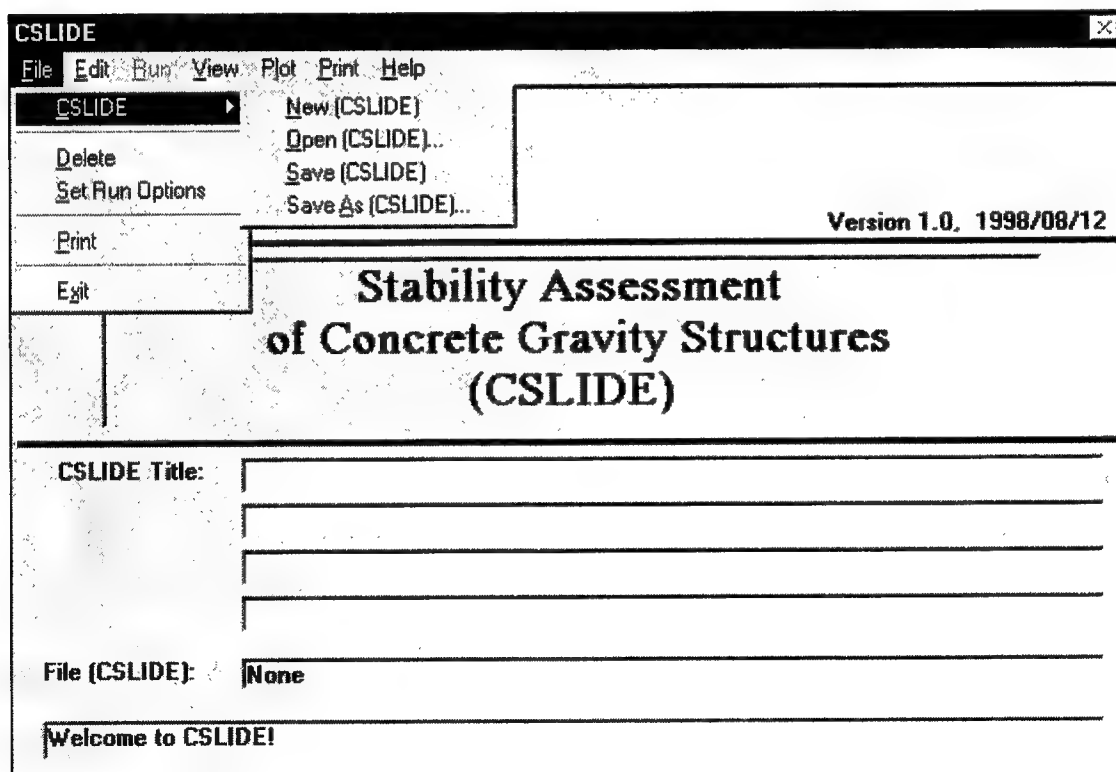 CSLIDE
File Edit Run View Plot Print Help
CSLIDE
Delete
Set Run Options
Print
Exit
New (CSLIDE)
Open (CSLIDE)...
Save (CSLIDE)
Save As (CSLIDE)...
Version 1.0, 1998/08/12
Stability Assessment
of Concrete Gravity Structures
(CSLIDE)
CSLIDE Title:
File (CSLIDE): None
Welcome to CSLIDE!